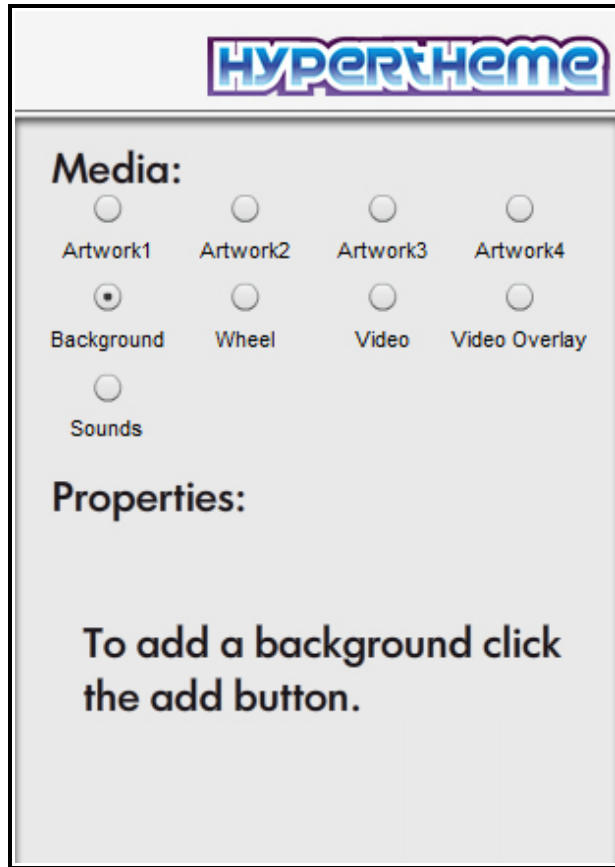 HYPERTHEME
Media:
Artwork1 Artwork2 Artwork3 Artwork4
Background Wheel Video Video Overlay
Sounds
Properties:
To add a background click
the add button.